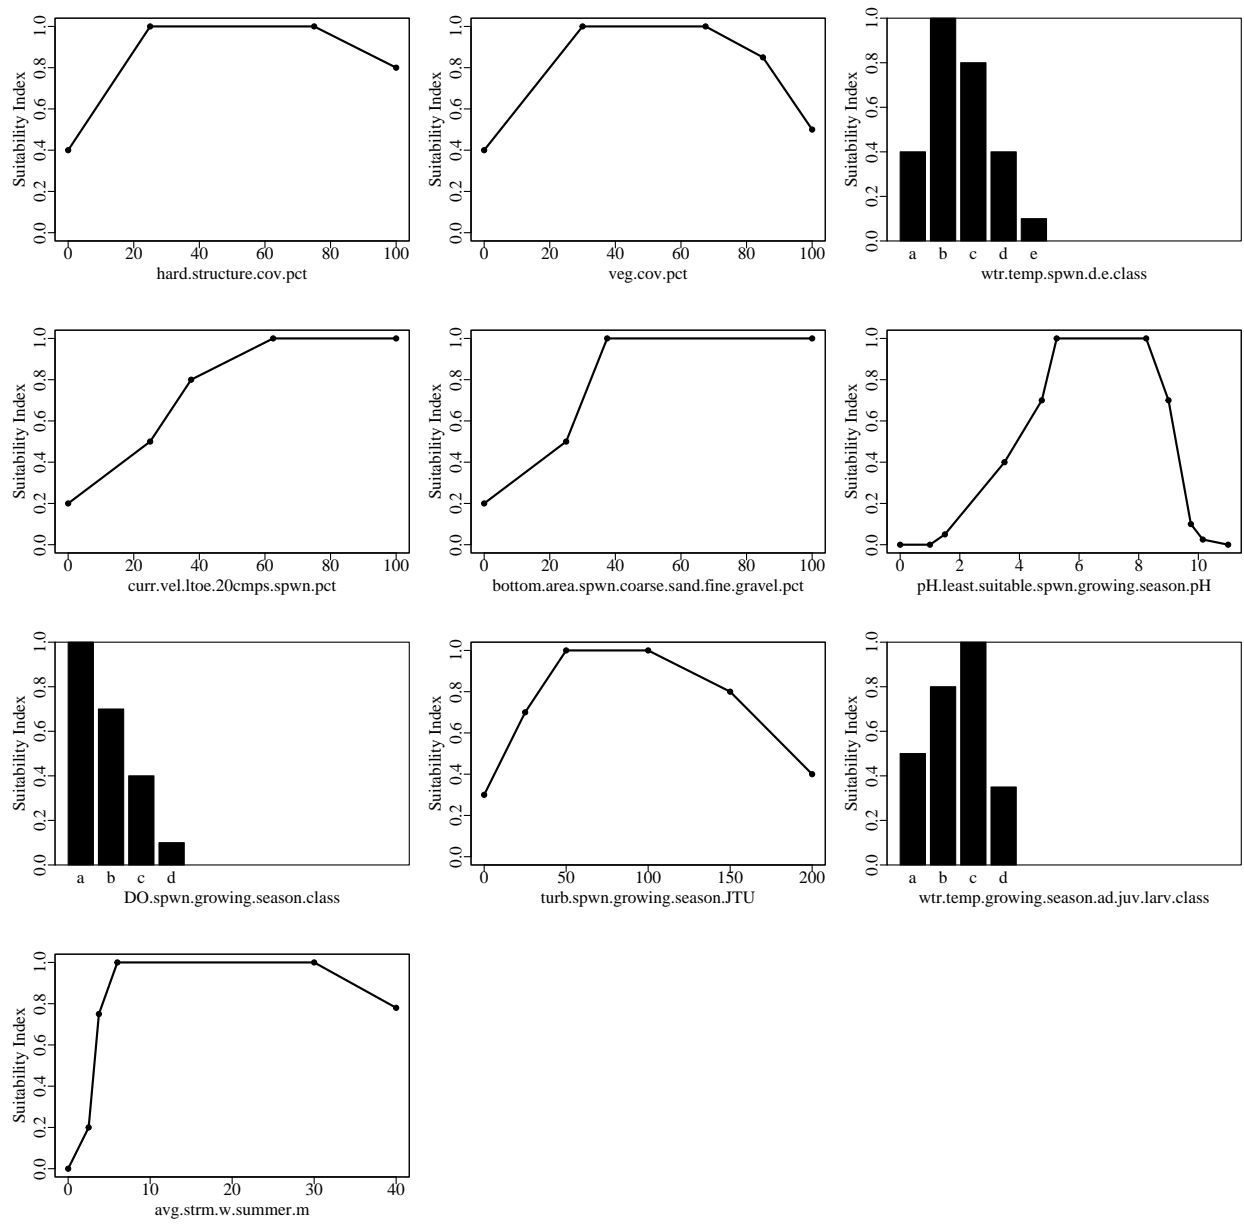 Suitability Index
0.0 0.2 0.4 0.6 0.8 1.0
0 20 40 60 80 100
hard.structure.cov.pct
Suitability Index
0.0 0.2 0.4 0.6 0.8 1.0
0 20 40 60 80 100
veg.cov.pct
Suitability Index
0.0 0.2 0.4 0.6 0.8 1.0
a b c d e
wtr.temp.spwn.d.e.class
Suitability Index
0.0 0.2 0.4 0.6 0.8 1.0
0 20 40 60 80 100
curr.vel.ltoe.20cmps.spwn.pct
Suitability Index
0.0 0.2 0.4 0.6 0.8 1.0
0 20 40 60 80 100
bottom.area.spwn.coarse.sand.fine.gravel.pct
Suitability Index
0.0 0.2 0.4 0.6 0.8 1.0
0 2 4 6 8 10
pH.least.suitable.spwn.growing.season.pH
Suitability Index
0.0 0.2 0.4 0.6 0.8 1.0
a b c d
DO.spwn.growing.season.class
Suitability Index
0.0 0.2 0.4 0.6 0.8 1.0
0 50 100 150 200
turb.spwn.growing.season.JTU
Suitability Index
0.0 0.2 0.4 0.6 0.8 1.0
a b c d
wtr.temp.growing.season.ad.juv.larv.class
Suitability Index
0.0 0.2 0.4 0.6 0.8 1.0
0 10 20 30 40
avg.strm.w.summer.m